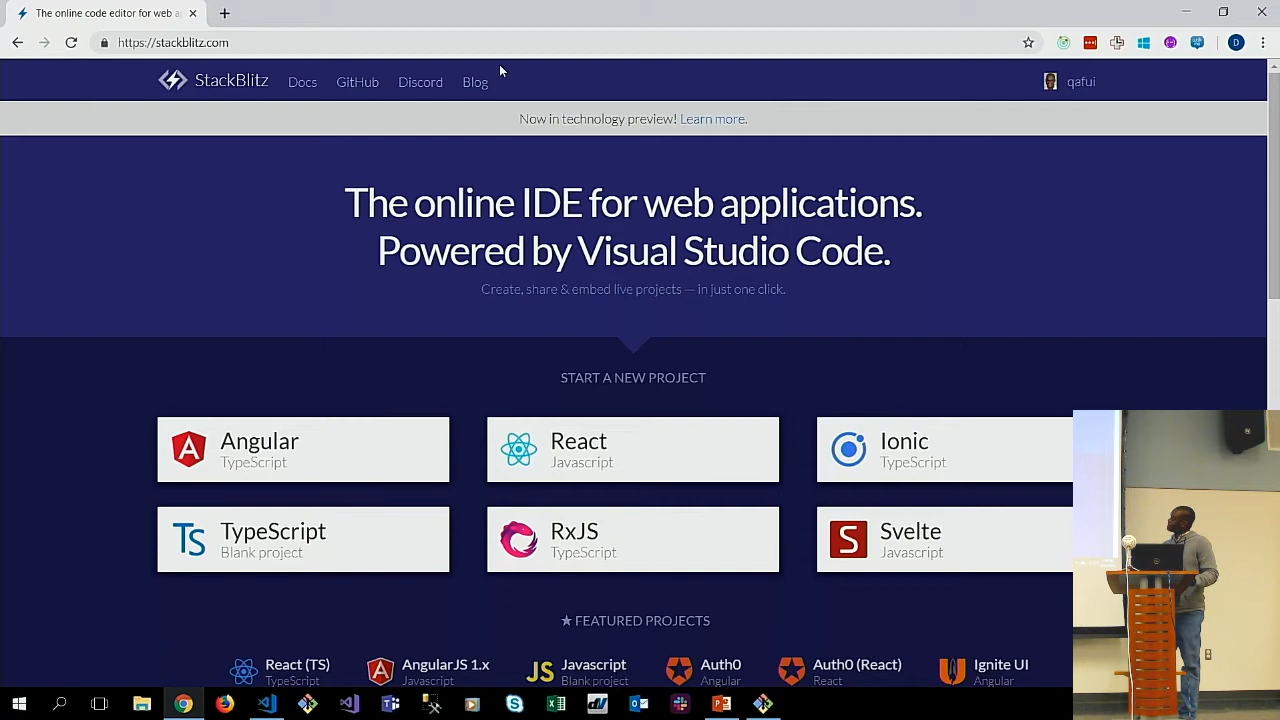 The online code editor for web a
https://stackblitz.com
D
StackBlitz
Docs
GitHub
Discord
Blog
qafui
Now in technology preview! Learn more.
The online IDE for web applications.
Powered by Visual Studio Code.
Create, share & embed live projects — in just one click.
START A NEW PROJECT
Angular
TypeScript
React
Javascript
Ionic
TypeScript
TS
TypeScript
Blank project
RxJS
TypeScript
S
Svelte
Javascript
★ FEATURED PROJECTS
React (TS)
TypeScript
AngularJS 1.x
Javascript
JS
Javascript
Blank project
Auth0
Angular
Auth0 (React)
React
Ignite UI
Angular